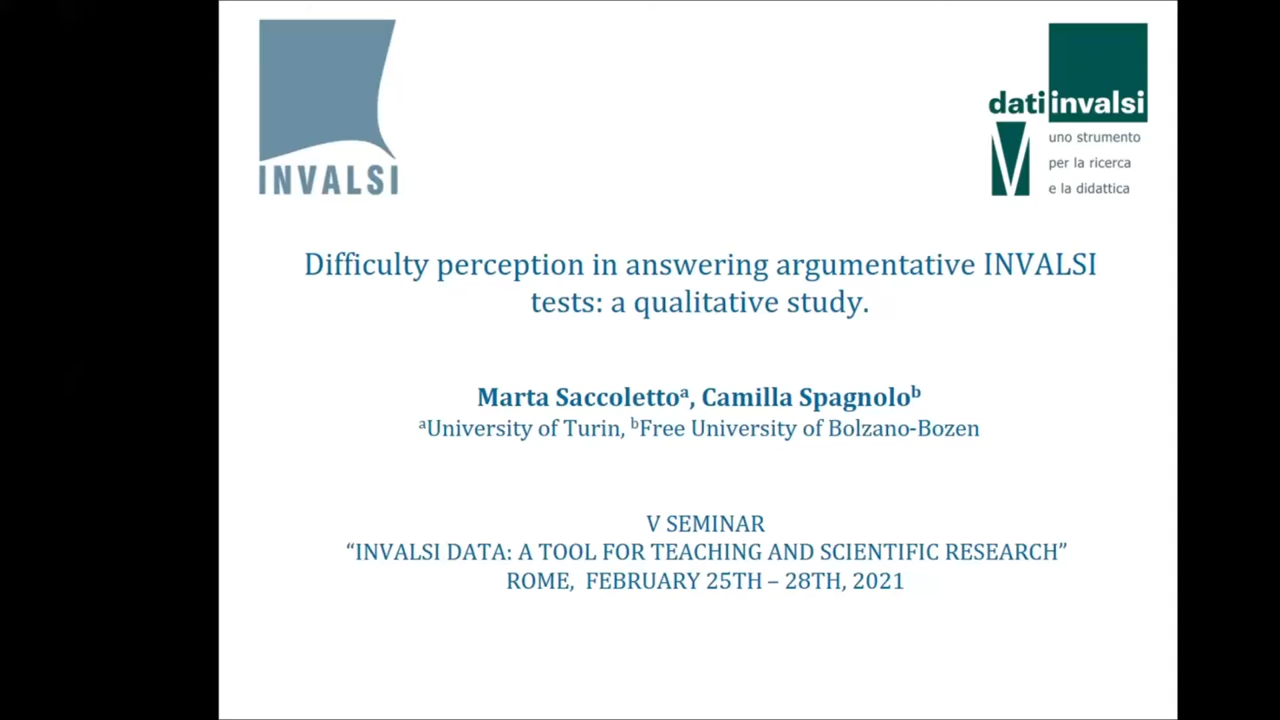 INVALSI
dati invalsi
uno strumento
per la ricerca
e la didattica
Difficulty perception in answering argumentative INVALSI
tests: a qualitative study.
Marta Saccolettoᵃ, Camilla Spagnoloᵇ
ᵃUniversity of Turin, ᵇFree University of Bolzano-Bozen
V SEMINAR
“INVALSI DATA: A TOOL FOR TEACHING AND SCIENTIFIC RESEARCH”
ROME, FEBRUARY 25TH – 28TH, 2021